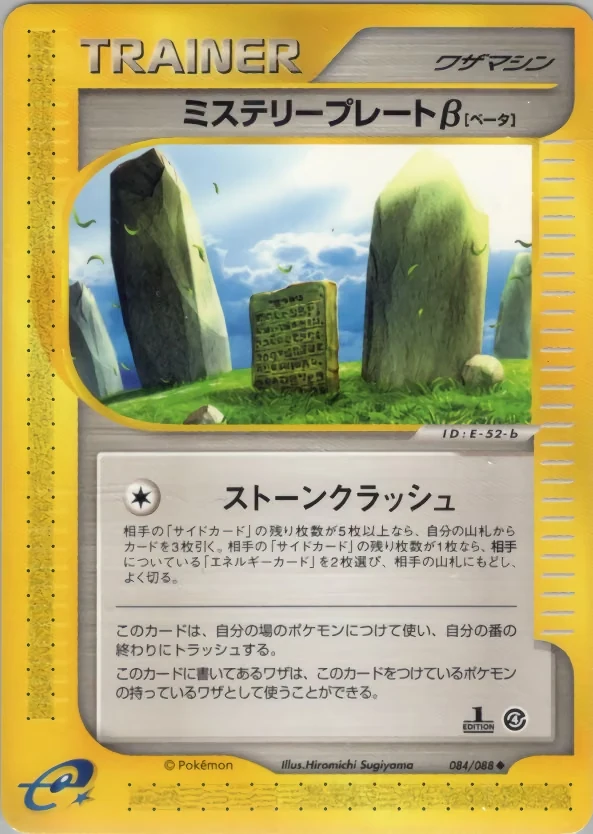 TRAINER
ワザマシン
ミステリープレートβ[ベータ]
ID:E-52-b
ストーンクラッシュ
相手の「サイドカード」の残り枚数が5枚以上なら、自分の山札から
カードを3枚引く。相手の「サイドカード」の残り枚数が1枚なら、相手
についている「エネルギーカード」を2枚選び、相手の山札にもどし、
よく切る。
このカードは、自分の場のポケモンにつけて使い、自分の番の
終わりにトラッシュする。
このカードに書いてあるワザは、このカードをつけているポケモン
の持っているワザとして使うことができる。
1
EDITION
4
© Pokémon Illus.Hiromichi Sugiyama 084/088◆
e